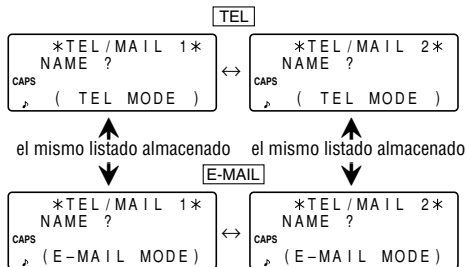 TEL
*TEL/MAIL 1*
NAME ?
CAPS
♪ ( TEL MODE )
↔
*TEL/MAIL 2*
NAME ?
CAPS
♪ ( TEL MODE )
el mismo listado almacenado
el mismo listado almacenado
E-MAIL
*TEL/MAIL 1*
NAME ?
CAPS
♪ (E-MAIL MODE)
↔
*TEL/MAIL 2*
NAME ?
CAPS
♪ (E-MAIL MODE)